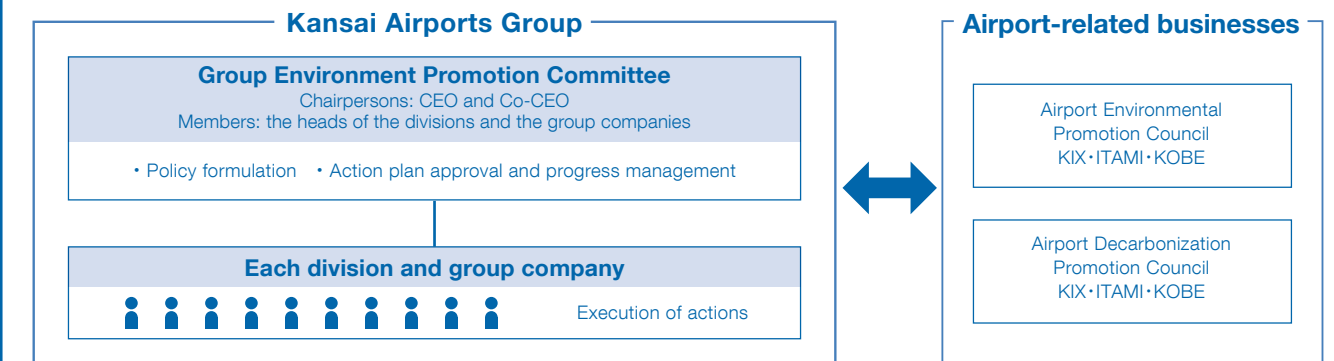 Kansai Airports Group
Group Environment Promotion Committee
Chairpersons: CEO and Co-CEO
Members: the heads of the divisions and the group companies
・Policy formulation ・Action plan approval and progress management
Each division and group company
Execution of actions
Airport-related businesses
Airport Environmental
Promotion Council
KIX・ITAMI・KOBE
Airport Decarbonization
Promotion Council
KIX・ITAMI・KOBE